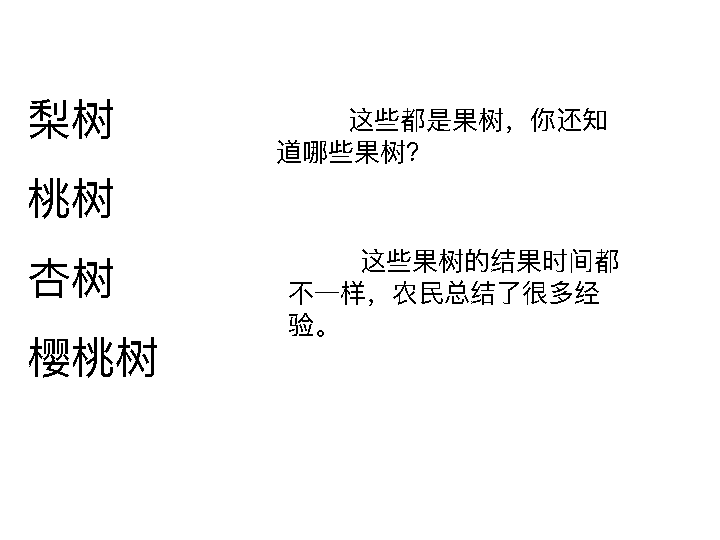 梨树
桃树
杏树
樱桃树
这些都是果树，你还知
道哪些果树？
这些果树的结果时间都
不一样，农民总结了很多经
验。